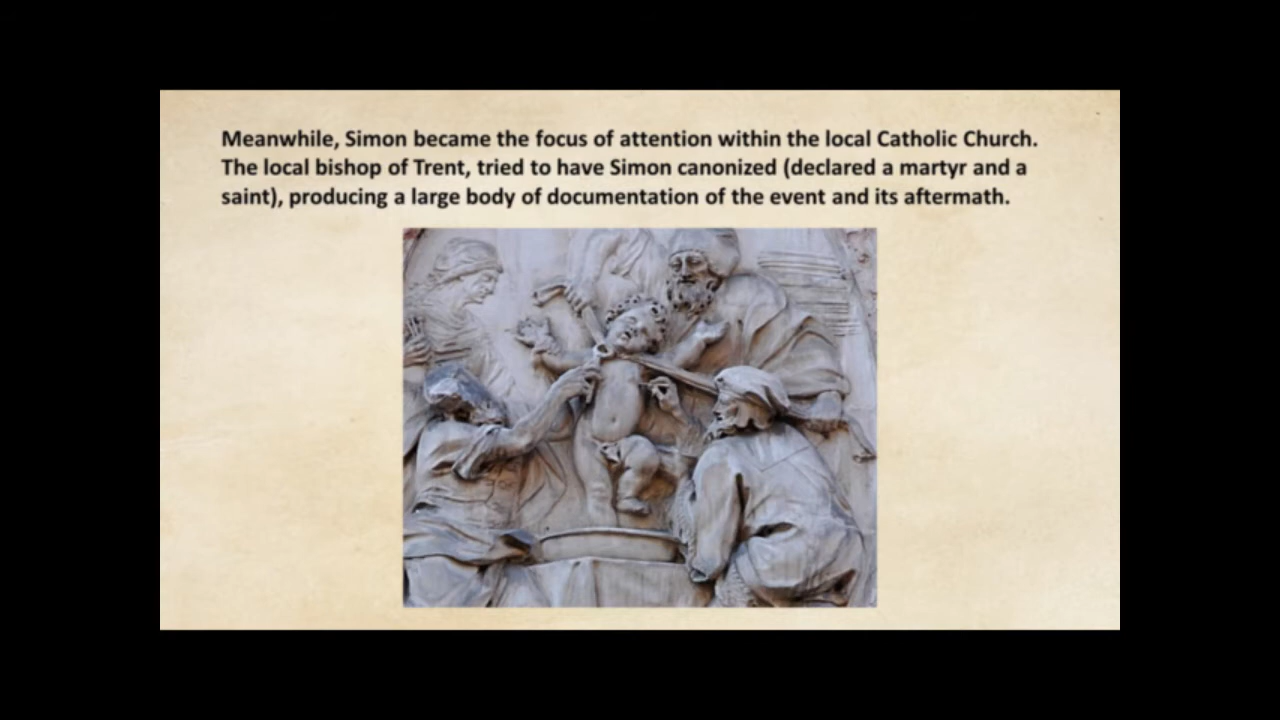 Meanwhile, Simon became the focus of attention within the local Catholic Church.
The local bishop of Trent, tried to have Simon canonized (declared a martyr and a
saint), producing a large body of documentation of the event and its aftermath.